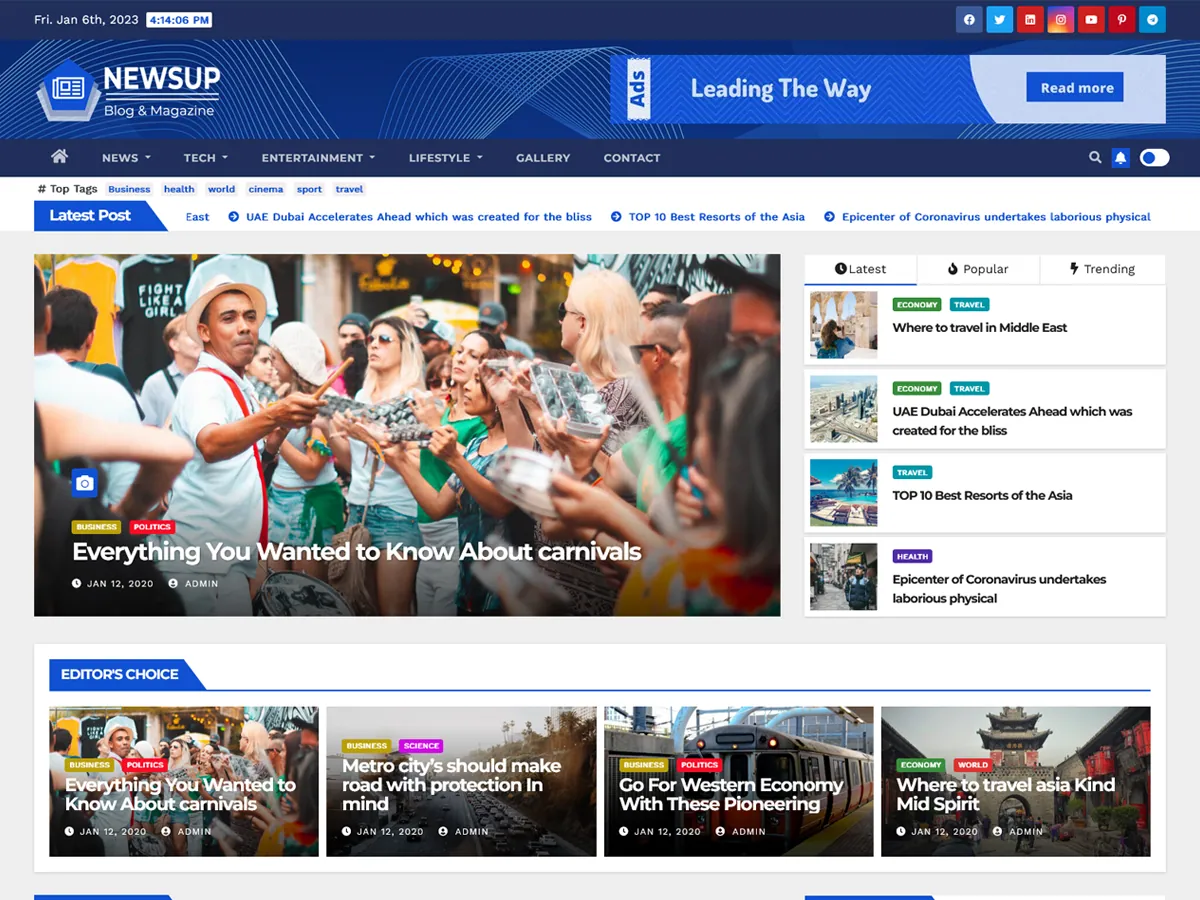 Fri. Jan 6th, 2023 4:14:06 PM
NEWSUP
Blog & Magazine
Ads
Leading The Way
Read more
NEWS
TECH
ENTERTAINMENT
LIFESTYLE
GALLERY
CONTACT
# Top Tags Business health world cinema sport travel
Latest Post
East
UAE Dubai Accelerates Ahead which was created for the bliss
TOP 10 Best Resorts of the Asia
Epicenter of Coronavirus undertakes laborious physical
FIGHT
LIKE A
GIRL
BUSINESS POLITICS
Everything You Wanted to Know About carnivals
JAN 12, 2020 ADMIN
Latest
Popular
Trending
ECONOMY TRAVEL
Where to travel in Middle East
ECONOMY TRAVEL
UAE Dubai Accelerates Ahead which was
created for the bliss
TRAVEL
TOP 10 Best Resorts of the Asia
HEALTH
Epicenter of Coronavirus undertakes
laborious physical
EDITOR'S CHOICE
BUSINESS POLITICS
Everything You Wanted to
Know About carnivals
JAN 12, 2020 ADMIN
BUSINESS SCIENCE
Metro city's should make
road with protection In
mind
JAN 12, 2020 ADMIN
BUSINESS POLITICS
Go For Western Economy
With These Pioneering
JAN 12, 2020 ADMIN
ECONOMY WORLD
Where to travel asia Kind
Mid Spirit
JAN 12, 2020 ADMIN